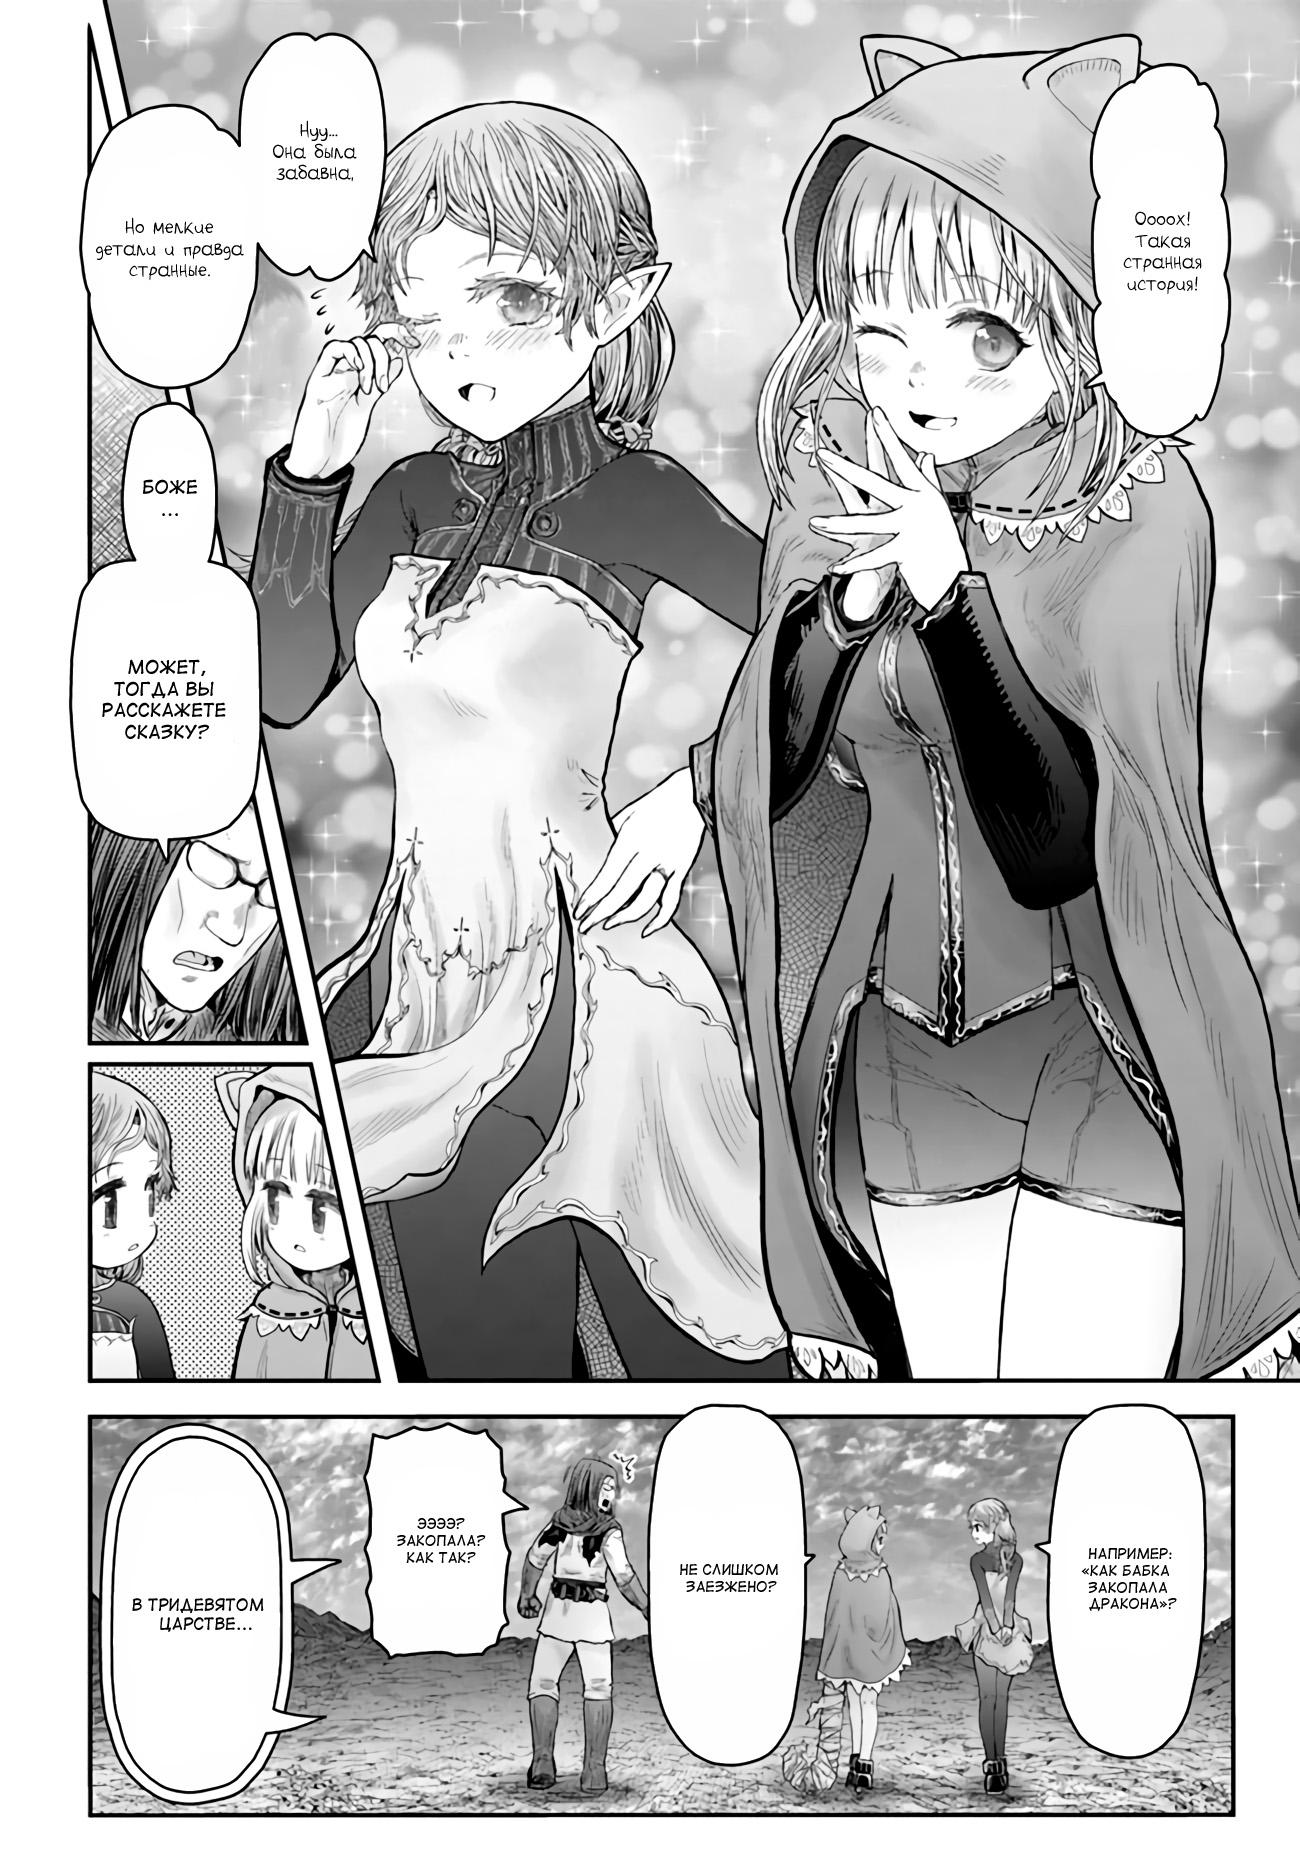 Оооох!
Такая
странная
история!
Нуу...
Она была
забавна,
Но мелкие
детали и правда
странные.
БОЖЕ
...
МОЖЕТ,
ТОГДА ВЫ
РАССКАЖЕТЕ
СКАЗКУ?
НАПРИМЕР:
«КАК БАБКА
ЗАКОПАЛА
ДРАКОНА»?
НЕ СЛИШКОМ
ЗАЕЗЖЕНО?
ЭЭЭЭ?
ЗАКОПАЛА?
КАК ТАК?
В ТРИДЕВЯТОМ
ЦАРСТВЕ...